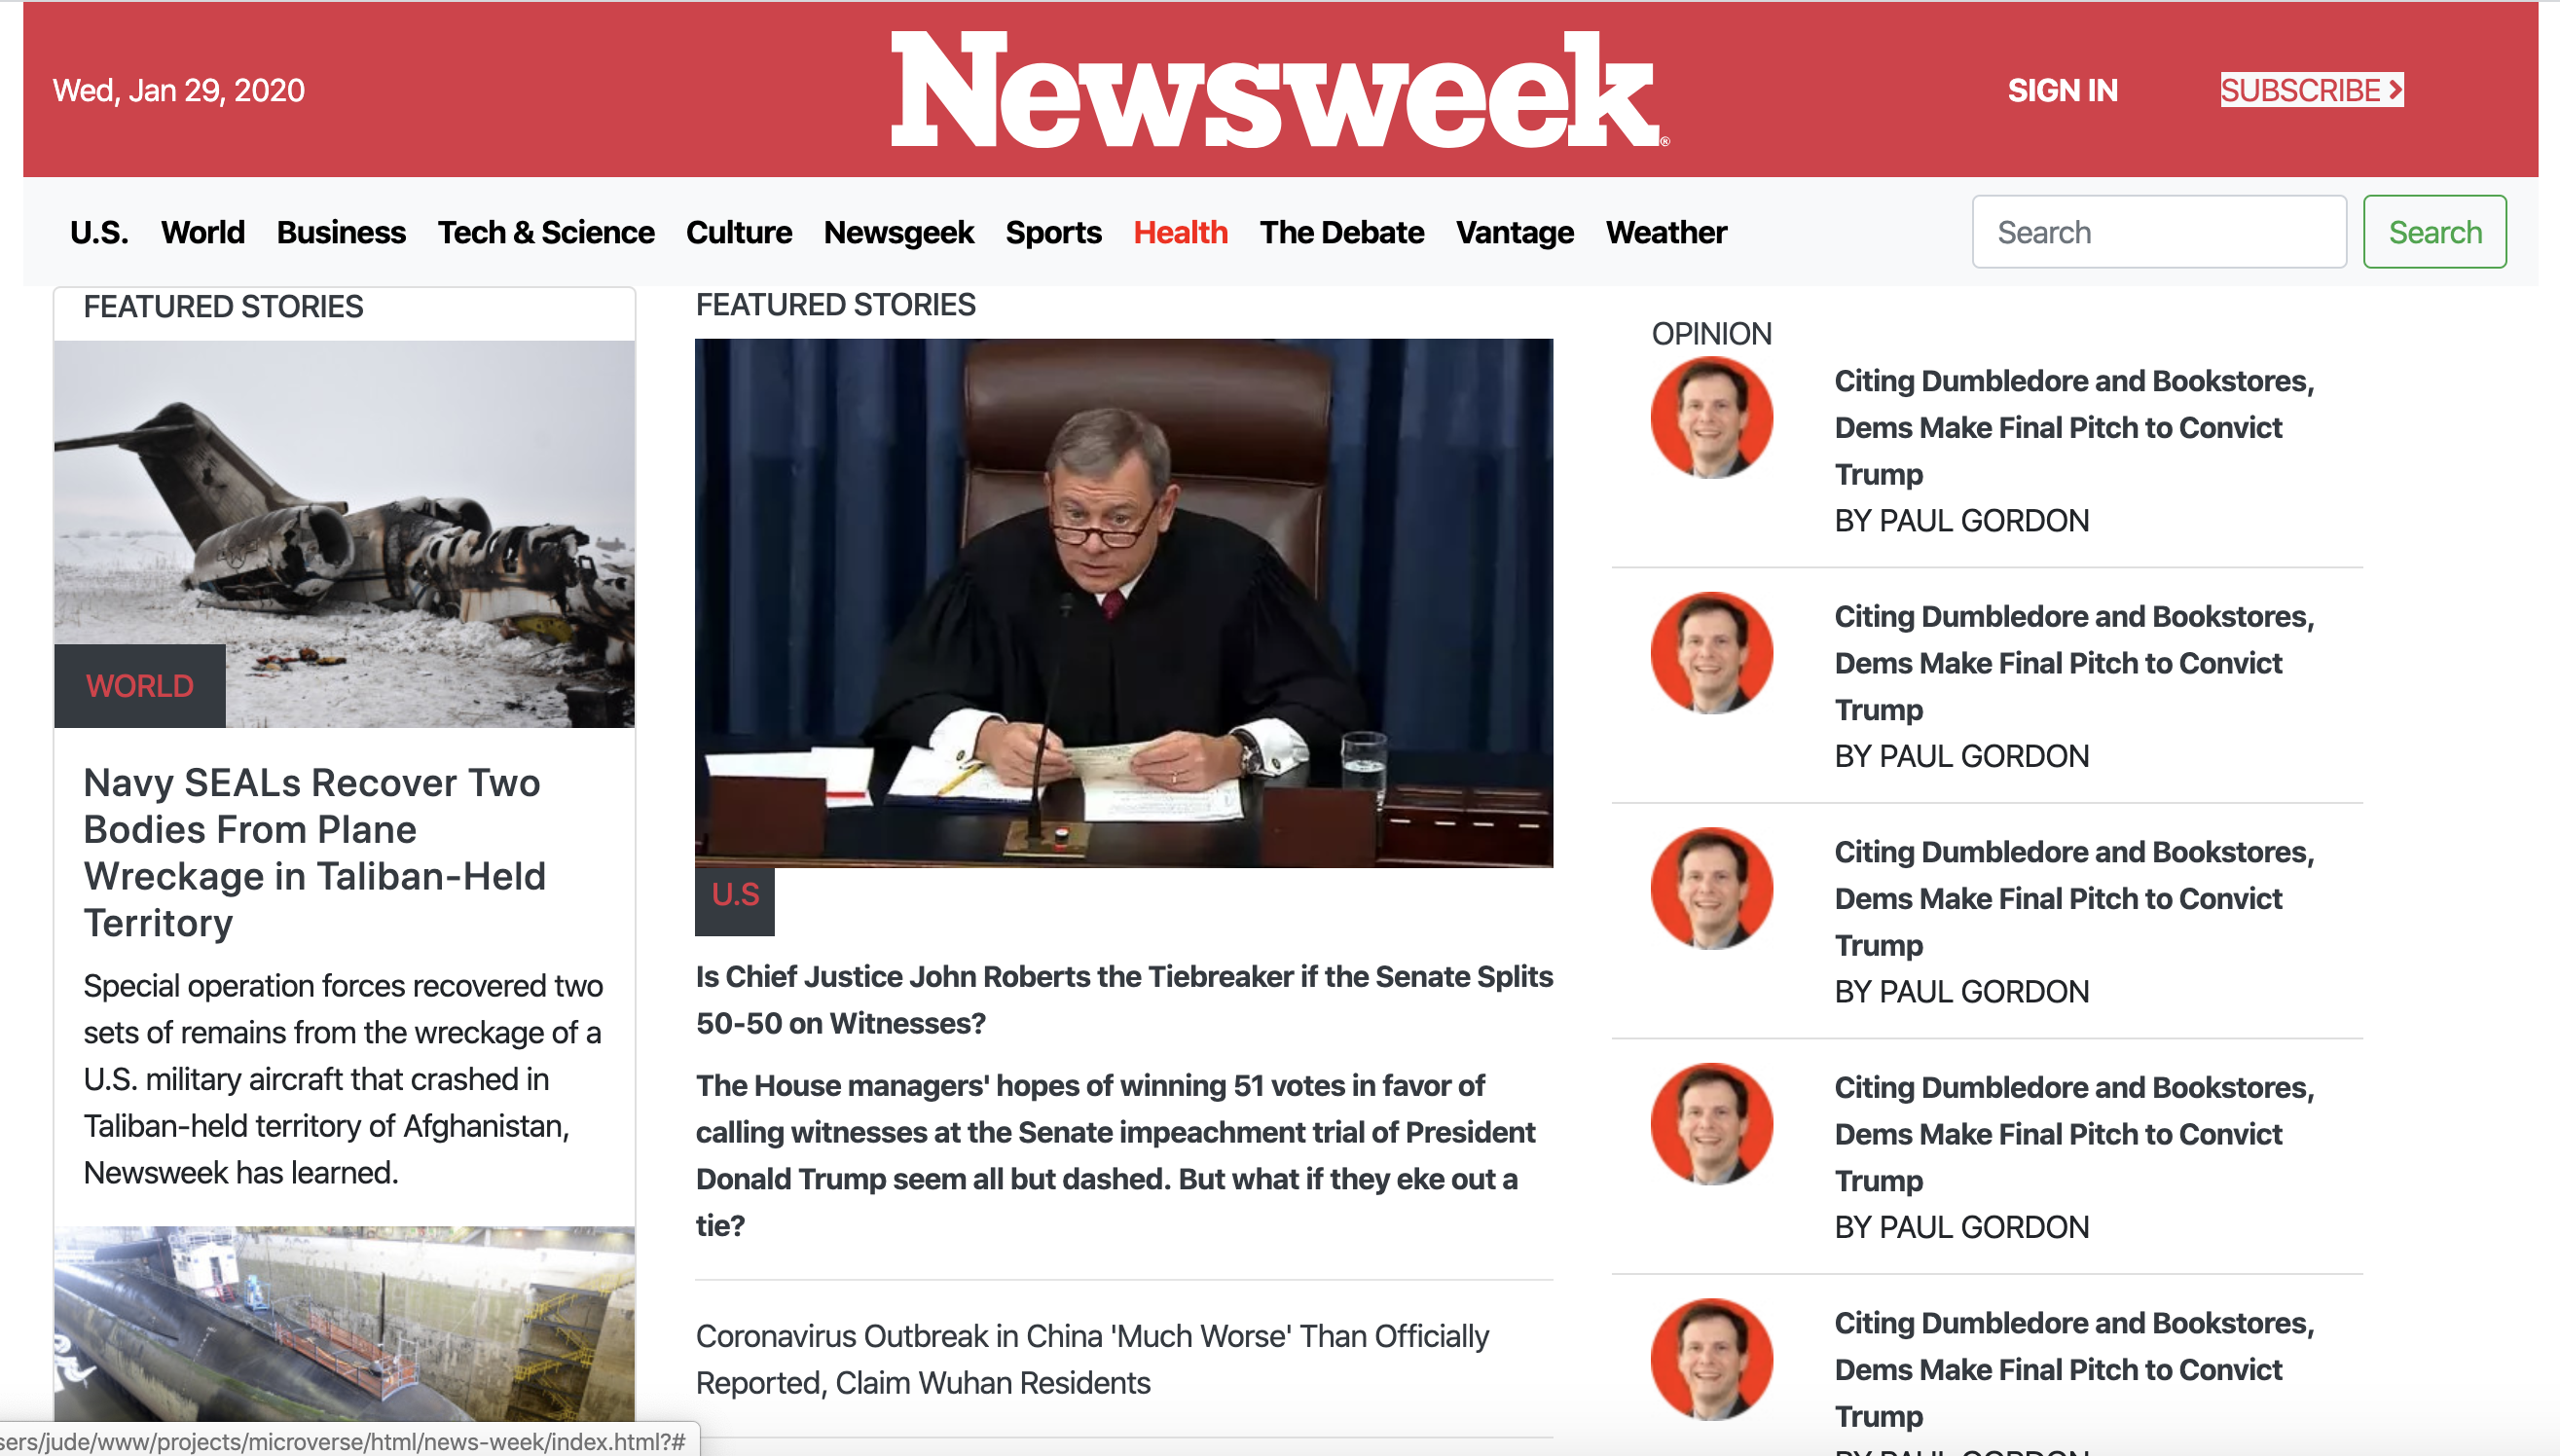 Wed, Jan 29, 2020
Newsweek®
SIGN IN
SUBSCRIBE >
U.S. World Business Tech & Science Culture Newsgeek Sports Health The Debate Vantage Weather
Search
Search
FEATURED STORIES
WORLD
Navy SEALs Recover Two
Bodies From Plane
Wreckage in Taliban-Held
Territory
Special operation forces recovered two
sets of remains from the wreckage of a
U.S. military aircraft that crashed in
Taliban-held territory of Afghanistan,
Newsweek has learned.
FEATURED STORIES
U.S
Is Chief Justice John Roberts the Tiebreaker if the Senate Splits
50-50 on Witnesses?
The House managers' hopes of winning 51 votes in favor of
calling witnesses at the Senate impeachment trial of President
Donald Trump seem all but dashed. But what if they eke out a
tie?
Coronavirus Outbreak in China 'Much Worse' Than Officially
Reported, Claim Wuhan Residents
OPINION
Citing Dumbledore and Bookstores,
Dems Make Final Pitch to Convict
Trump
BY PAUL GORDON
Citing Dumbledore and Bookstores,
Dems Make Final Pitch to Convict
Trump
BY PAUL GORDON
Citing Dumbledore and Bookstores,
Dems Make Final Pitch to Convict
Trump
BY PAUL GORDON
Citing Dumbledore and Bookstores,
Dems Make Final Pitch to Convict
Trump
BY PAUL GORDON
Citing Dumbledore and Bookstores,
Dems Make Final Pitch to Convict
Trump
BY PAUL GORDON
sers/jude/www/projects/microverse/html/news-week/index.html?#